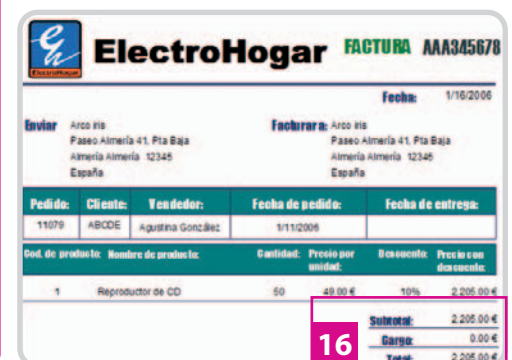 ElectroHogar FACTURA AAA345678
ElectroHogar
Fecha: 1/16/2006
Enviar Arco iris Facturar a: Arco iris
Paseo Almería 41, Pta Baja Paseo Almería 41, Pta Baja
Almería Almería 12345 Almería Almería 12345
España España
Pedido: Cliente: Vendedor: Fecha de pedido: Fecha de entrega:
11079 ABCDE Agustina González 1/11/2006
Cod. de producto: Nombre de producto: Cantidad: Precio por unidad: Descuento: Precio con descuento:
1 Reproductor de CD 50 49.00 € 10% 2.205.00 €
Subtotal: 2.205.00 €
16 Cargo: 0.00 €
Total: 2.205.00 €